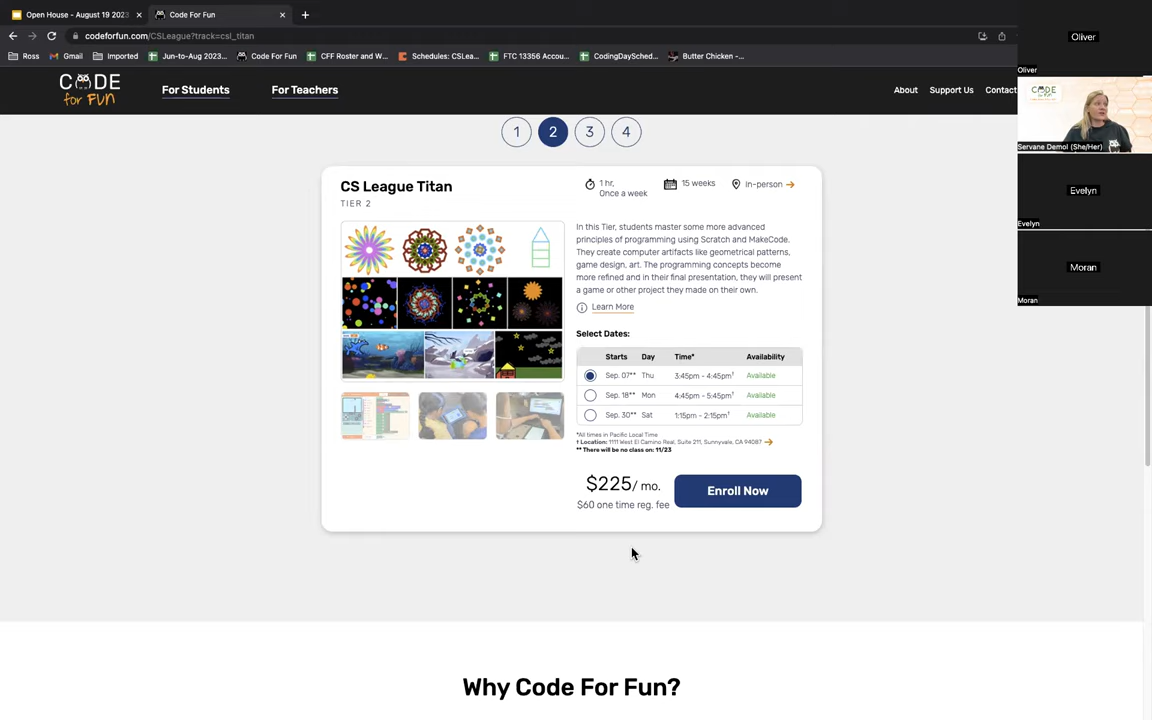 Open House - August 19 2023
Code For Fun
codeforfun.com/CSLeague?track=csl_titan
Ross
Gmail
Imported
Jun-to-Aug 2023...
Code For Fun
CFF Roster and W...
Schedules: CSLea...
FTC 13356 Accou...
CodingDaySched...
Butter Chicken -...
CODE
for FUN
For Students
For Teachers
About
Support Us
Contact
1
2
3
4
CS League Titan
TIER 2
1 hr,
Once a week
15 weeks
In-person
In this Tier, students master some more advanced
principles of programming using Scratch and MakeCode.
They create computer artifacts like geometrical patterns,
game design, art. The programming concepts become
more refined and in their final presentation, they will present
a game or other project they made on their own.
Learn More
Select Dates:
Starts Day Time* Availability
Sep. 07** Thu 3:45pm - 4:45pm† Available
Sep. 18** Mon 4:45pm - 5:45pm† Available
Sep. 30** Sat 1:15pm - 2:15pm† Available
*All times in Pacific Local Time
† Location: 1111 West El Camino Real, Suite 211, Sunnyvale, CA 94087
** There will be no class on: 11/23
$225/ mo.
$60 one time reg. fee
Enroll Now
Why Code For Fun?
Oliver
Oliver
CODE
Servane Demol (She/Her)
Evelyn
Evelyn
Moran
Moran